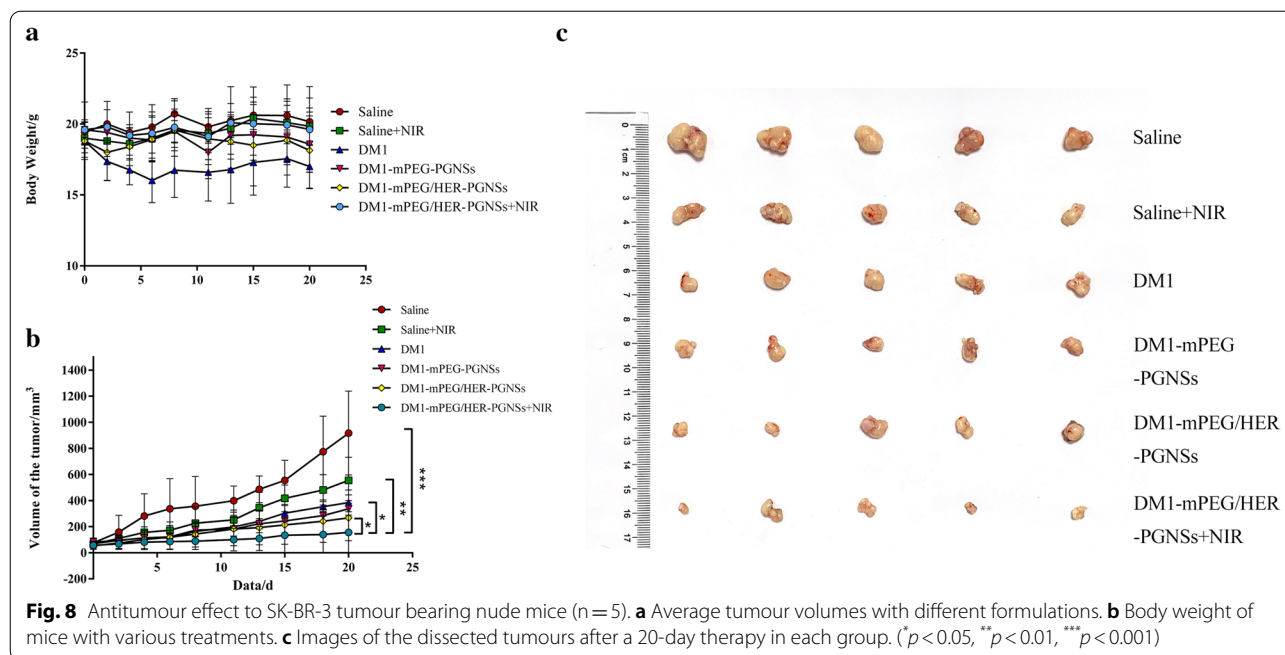 a
25
20
15
10
Body Weight/g
0
5
10
15
20
25
Saline
Saline+NIR
DM1
DM1-mPEG-PGNSs
DM1-mPEG/HER-PGNSs
DM1-mPEG/HER-PGNSs+NIR
b
Saline
Saline+NIR
DM1
DM1-mPEG-PGNSs
DM1-mPEG/HER-PGNSs
DM1-mPEG/HER-PGNSs+NIR
1400
1200
1000
800
600
400
200
0
-200
Volume of the tumor/mm³
5
10
15
20
25
Data/d
*
*
**
***
c
0
1cm
2
3
4
5
6
7
8
9
10
11
12
13
14
15
16
17
Saline
Saline+NIR
DM1
DM1-mPEG
-PGNSs
DM1-mPEG/HER
-PGNSs
DM1-mPEG/HER
-PGNSs+NIR
Fig. 8 Antitumour effect to SK-BR-3 tumour bearing nude mice (n = 5). a Average tumour volumes with different formulations. b Body weight of
mice with various treatments. c Images of the dissected tumours after a 20-day therapy in each group. (*p < 0.05, **p < 0.01, ***p < 0.001)